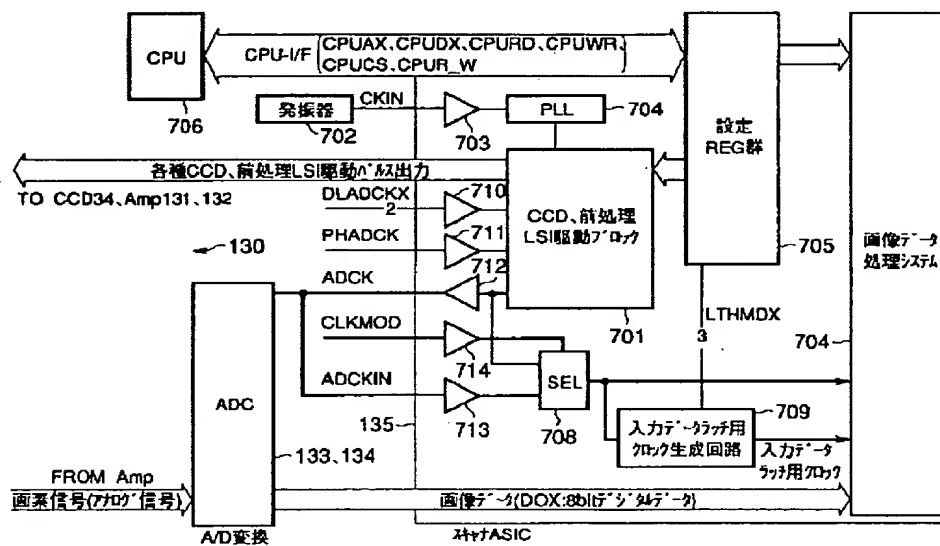 CPU
706
CPU-I/F
CPUAX、CPUDX、CPURD、CPUWR、
CPUCS、CPUR_W
発振器
702
CKIN
703
PLL
704
設定
REG群
705
各種CCD、前処理LSI駆動パルス出力
TO CCD34、Amp131、132
DLADCKX
2
710
PHADCK
711
ADCK
712
CCD、前処理
LSI駆動ブロック
701
130
CLKMOD
714
ADCKIN
713
SEL
708
LTHMDX
3
画像データ
処理システム
704
ADC
133、134
135
入力データラッチ用
クロック生成回路
709
入力データ
ラッチ用クロック
FROM Amp
画素信号(アナログ信号)
画像データ(DOX:8bitデジタルデータ)
A/D変換
スキャナASIC